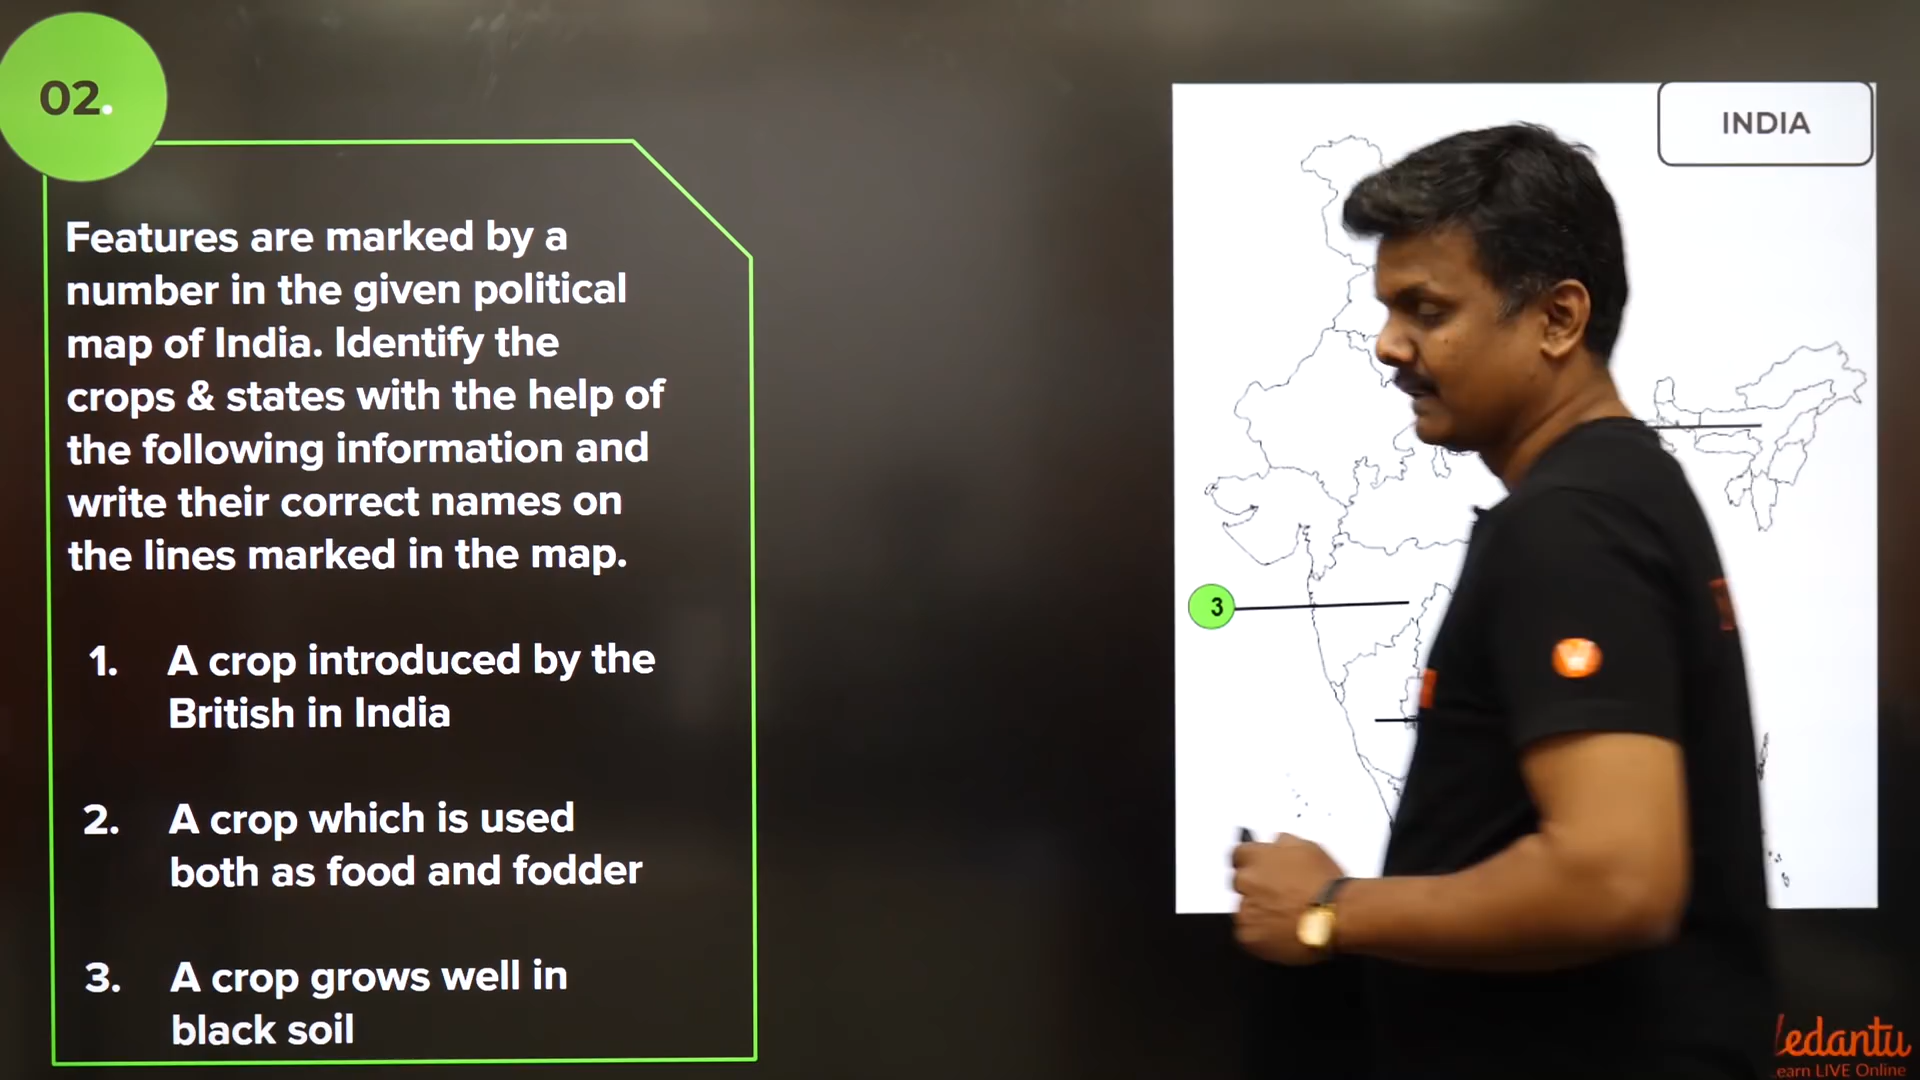 02.
Features are marked by a
number in the given political
map of India. Identify the
crops & states with the help of
the following information and
write their correct names on
the lines marked in the map.
1. A crop introduced by the
British in India
2. A crop which is used
both as food and fodder
3. A crop grows well in
black soil
INDIA
3
Vedantu
Learn LIVE Online